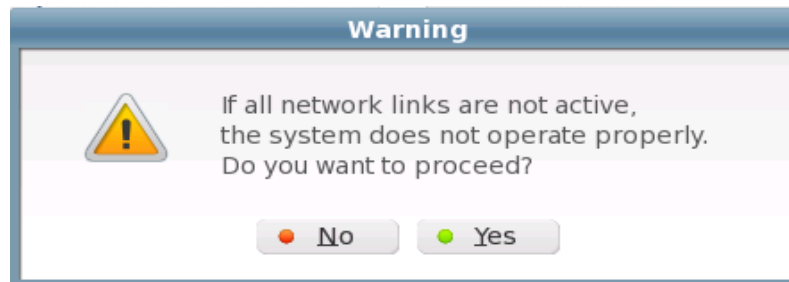 Warning
If all network links are not active,
the system does not operate properly.
Do you want to proceed?
No
Yes